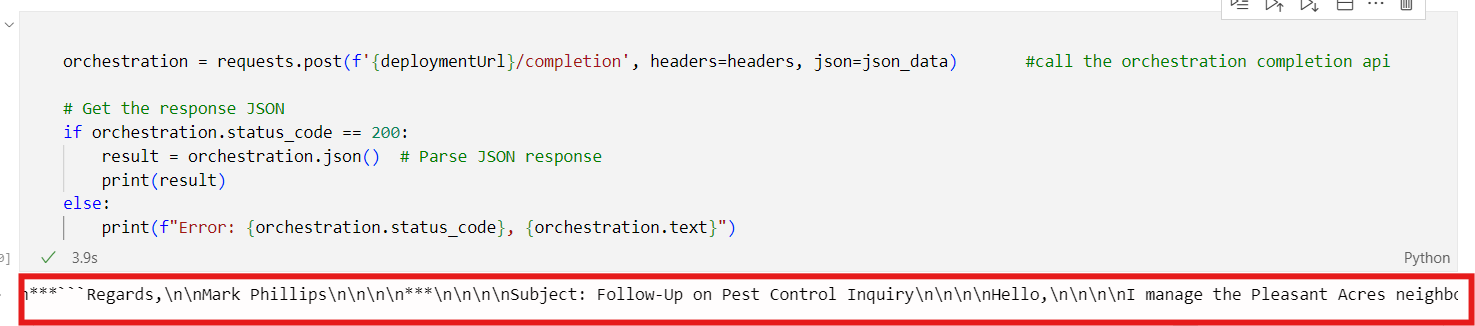 orchestration = requests.post(f'{deploymentUrl}/completion', headers=headers, json=json_data) #call the orchestration completion api
# Get the response JSON
if orchestration.status_code == 200:
result = orchestration.json() # Parse JSON response
print(result)
else:
print(f"Error: {orchestration.status_code}, {orchestration.text}")
3.9s Python
***```Regards,\n\nMark Phillips\n\n\n\n***\n\n\n\nSubject: Follow-Up on Pest Control Inquiry\n\n\n\nHello,\n\n\n\nI manage the Pleasant Acres